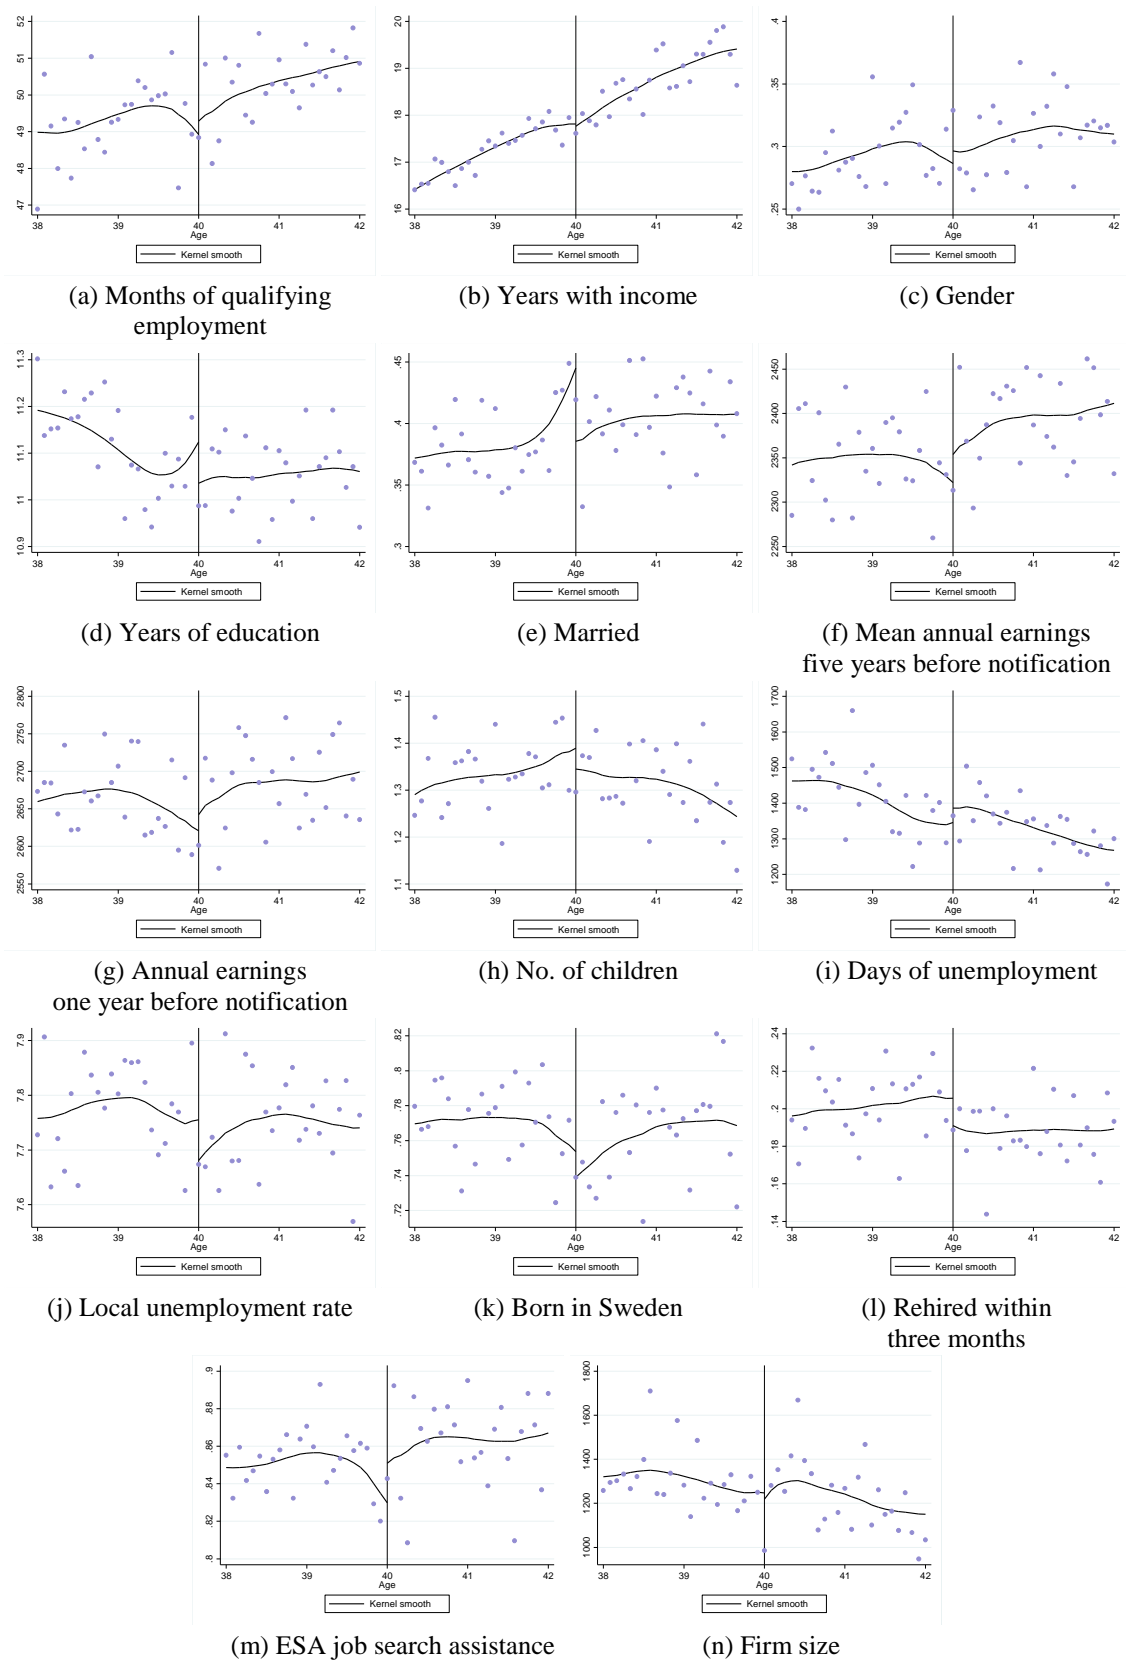 52
51
50
49
48
47
38 39 40 41 42
Age
Kernel smooth
20
19
18
17
16
38 39 40 41 42
Age
Kernel smooth
.4
.35
.3
.25
38 39 40 41 42
Age
Kernel smooth
(a) Months of qualifying
employment
(b) Years with income
(c) Gender
11.3
11.2
11.1
11
10.9
38 39 40 41 42
Age
Kernel smooth
.45
.4
.35
.3
38 39 40 41 42
Age
Kernel smooth
2450
2400
2350
2300
2250
38 39 40 41 42
Age
Kernel smooth
(d) Years of education
(e) Married
(f) Mean annual earnings
five years before notification
2800
2750
2700
2650
2600
2550
38 39 40 41 42
Age
Kernel smooth
1.5
1.4
1.3
1.2
1.1
38 39 40 41 42
Age
Kernel smooth
1700
1600
1500
1400
1300
1200
38 39 40 41 42
Age
Kernel smooth
(g) Annual earnings
one year before notification
(h) No. of children
(i) Days of unemployment
7.9
7.8
7.7
7.6
38 39 40 41 42
Age
Kernel smooth
.82
.8
.78
.76
.74
.72
38 39 40 41 42
Age
Kernel smooth
.24
.22
.2
.18
.16
.14
38 39 40 41 42
Age
Kernel smooth
(j) Local unemployment rate
(k) Born in Sweden
(l) Rehired within
three months
.9
.88
.86
.84
.82
.8
38 39 40 41 42
Age
Kernel smooth
1800
1600
1400
1200
1000
38 39 40 41 42
Age
Kernel smooth
(m) ESA job search assistance
(n) Firm size